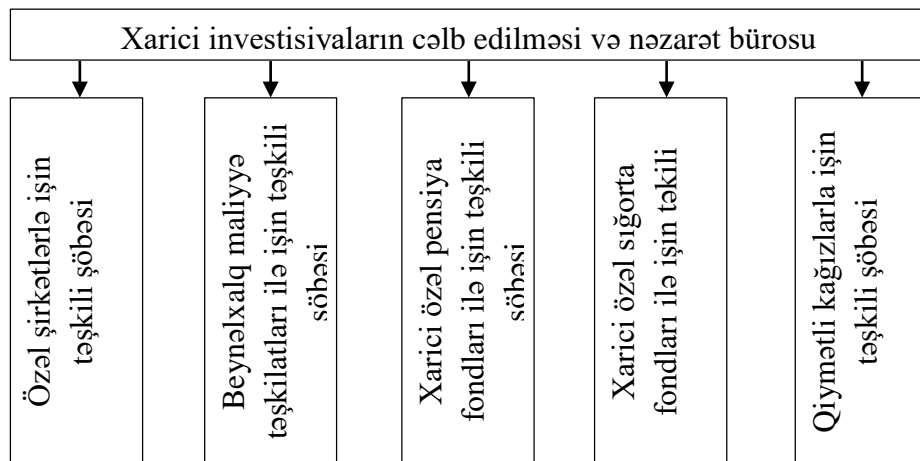 Xarici investisivaların cəlb edilməsi və nəzarət bürosu
Özəl şirkətlərlə işin
təşkili şöbəsi
Beynəlxalq maliyyə
təşkilatları ilə işin təşkili
şöbəsi
Xarici özəl pensiya
fondları ilə işin təşkili
şöbəsi
Xarici özəl sığorta
fondları ilə işin təkili
Qiymətli kağızlarla işin
təşkili şöbəsi